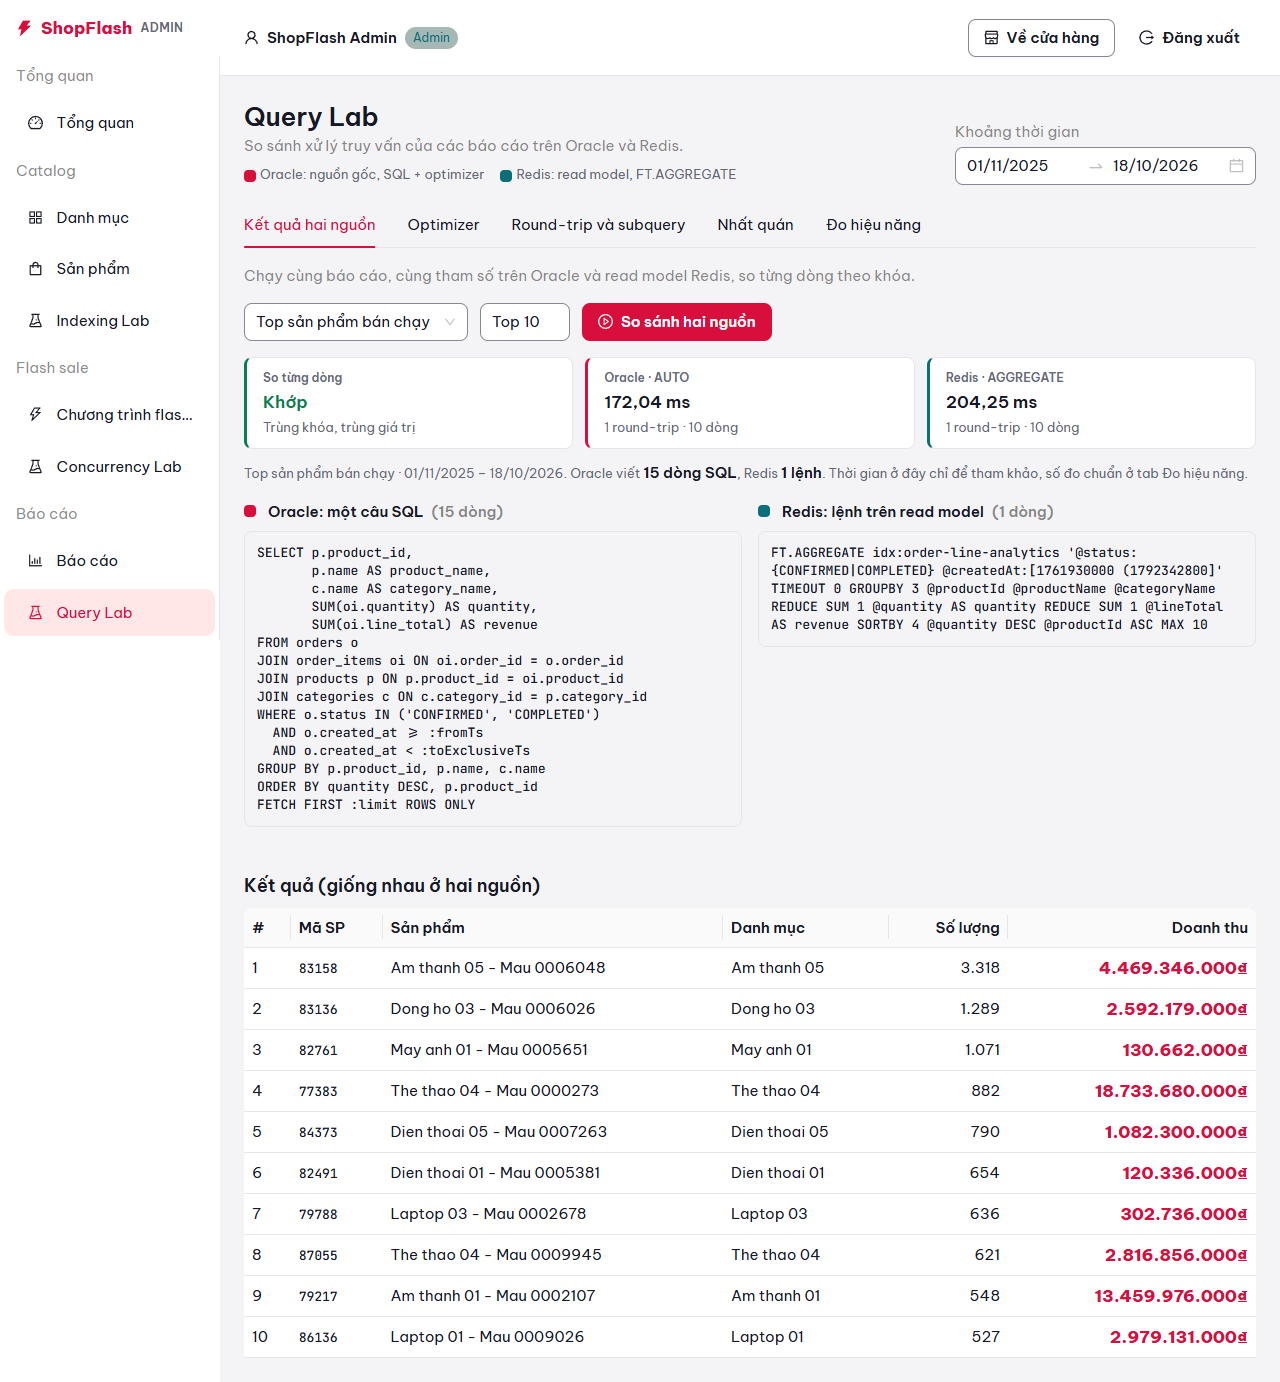 ShopFlash ADMIN
Tổng quan
Tổng quan
Catalog
Danh mục
Sản phẩm
Indexing Lab
Flash sale
Chương trình flas...
Concurrency Lab
Báo cáo
Báo cáo
Query Lab
ShopFlash Admin Admin
Về cửa hàng
Đăng xuất
Query Lab
So sánh xử lý truy vấn của các báo cáo trên Oracle và Redis.
Oracle: nguồn gốc, SQL + optimizer Redis: read model, FT.AGGREGATE
Khoảng thời gian
01/11/2025 → 18/10/2026
Kết quả hai nguồn Optimizer Round-trip và subquery Nhất quán Đo hiệu năng
Chạy cùng báo cáo, cùng tham số trên Oracle và read model Redis, so từng dòng theo khóa.
Top sản phẩm bán chạy Top 10 So sánh hai nguồn
So từng dòng
Khớp
Trùng khóa, trùng giá trị
Oracle · AUTO
172,04 ms
1 round-trip · 10 dòng
Redis · AGGREGATE
204,25 ms
1 round-trip · 10 dòng
Top sản phẩm bán chạy · 01/11/2025 – 18/10/2026. Oracle viết 15 dòng SQL, Redis 1 lệnh. Thời gian ở đây chỉ để tham khảo, số đo chuẩn ở tab Đo hiệu năng.
Oracle: một câu SQL (15 dòng)
SELECT p.product_id,
p.name AS product_name,
c.name AS category_name,
SUM(oi.quantity) AS quantity,
SUM(oi.line_total) AS revenue
FROM orders o
JOIN order_items oi ON oi.order_id = o.order_id
JOIN products p ON p.product_id = oi.product_id
JOIN categories c ON c.category_id = p.category_id
WHERE o.status IN ('CONFIRMED', 'COMPLETED')
AND o.created_at >= :fromTs
AND o.created_at < :toExclusiveTs
GROUP BY p.product_id, p.name, c.name
ORDER BY quantity DESC, p.product_id
FETCH FIRST :limit ROWS ONLY
Redis: lệnh trên read model (1 dòng)
FT.AGGREGATE idx:order-line-analytics '@status:
{CONFIRMED|COMPLETED} @createdAt:[1761930000 (1792342800]'
TIMEOUT 0 GROUPBY 3 @productId @productName @categoryName
REDUCE SUM 1 @quantity AS quantity REDUCE SUM 1 @lineTotal
AS revenue SORTBY 4 @quantity DESC @productId ASC MAX 10
Kết quả (giống nhau ở hai nguồn)
# Mã SP Sản phẩm Danh mục Số lượng Doanh thu
1 83158 Am thanh 05 - Mau 0006048 Am thanh 05 3.318 4.469.346.000₫
2 83136 Dong ho 03 - Mau 0006026 Dong ho 03 1.289 2.592.179.000₫
3 82761 May anh 01 - Mau 0005651 May anh 01 1.071 130.662.000₫
4 77383 The thao 04 - Mau 0000273 The thao 04 882 18.733.680.000₫
5 84373 Dien thoai 05 - Mau 0007263 Dien thoai 05 790 1.082.300.000₫
6 82491 Dien thoai 01 - Mau 0005381 Dien thoai 01 654 120.336.000₫
7 79788 Laptop 03 - Mau 0002678 Laptop 03 636 302.736.000₫
8 87055 The thao 04 - Mau 0009945 The thao 04 621 2.816.856.000₫
9 79217 Am thanh 01 - Mau 0002107 Am thanh 01 548 13.459.976.000₫
10 86136 Laptop 01 - Mau 0009026 Laptop 01 527 2.979.131.000₫